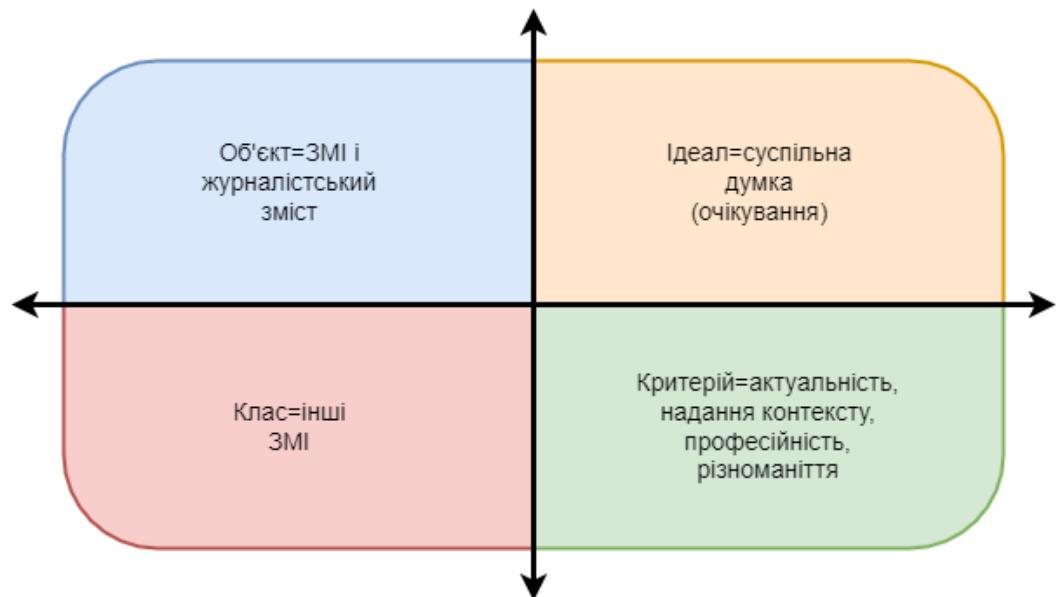 Об'єкт=ЗМІ і
журналістський
зміст
Ідеал=суспільна
думка
(очікування)
Клас=інші
ЗМІ
Критерій=актуальність,
надання контексту,
професійність,
різноманіття